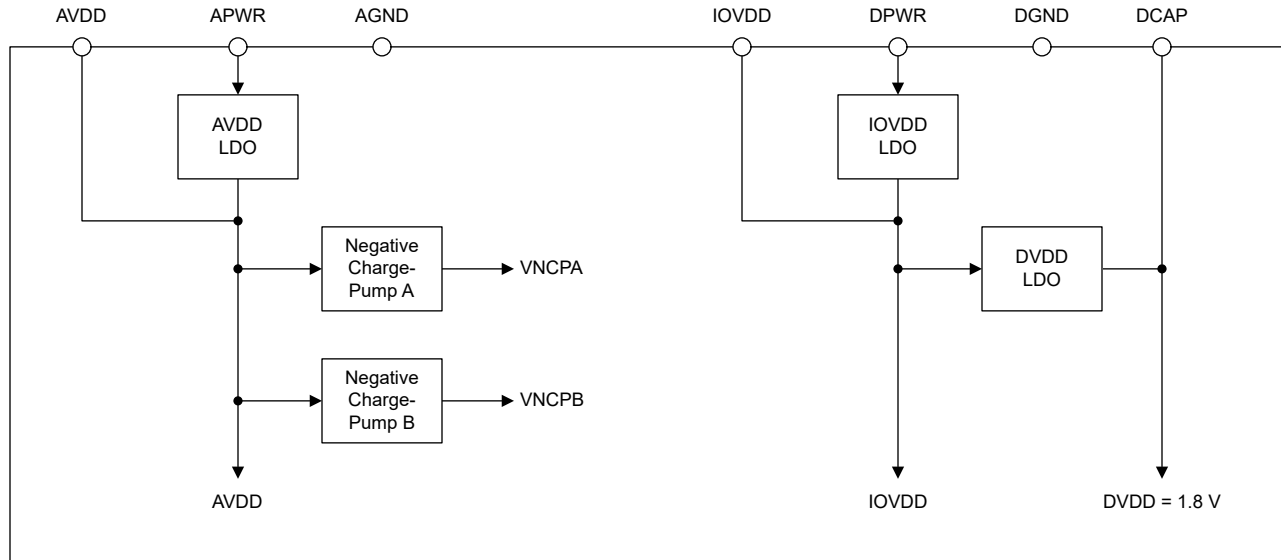 AVDD APWR AGND IOVDD DPWR DGND DCAP
AVDD
LDO
IOVDD
LDO
Negative
Charge-
Pump A
VNCPA
DVDD
LDO
Negative
Charge-
Pump B
VNCPB
AVDD
IOVDD
DVDD = 1.8 V